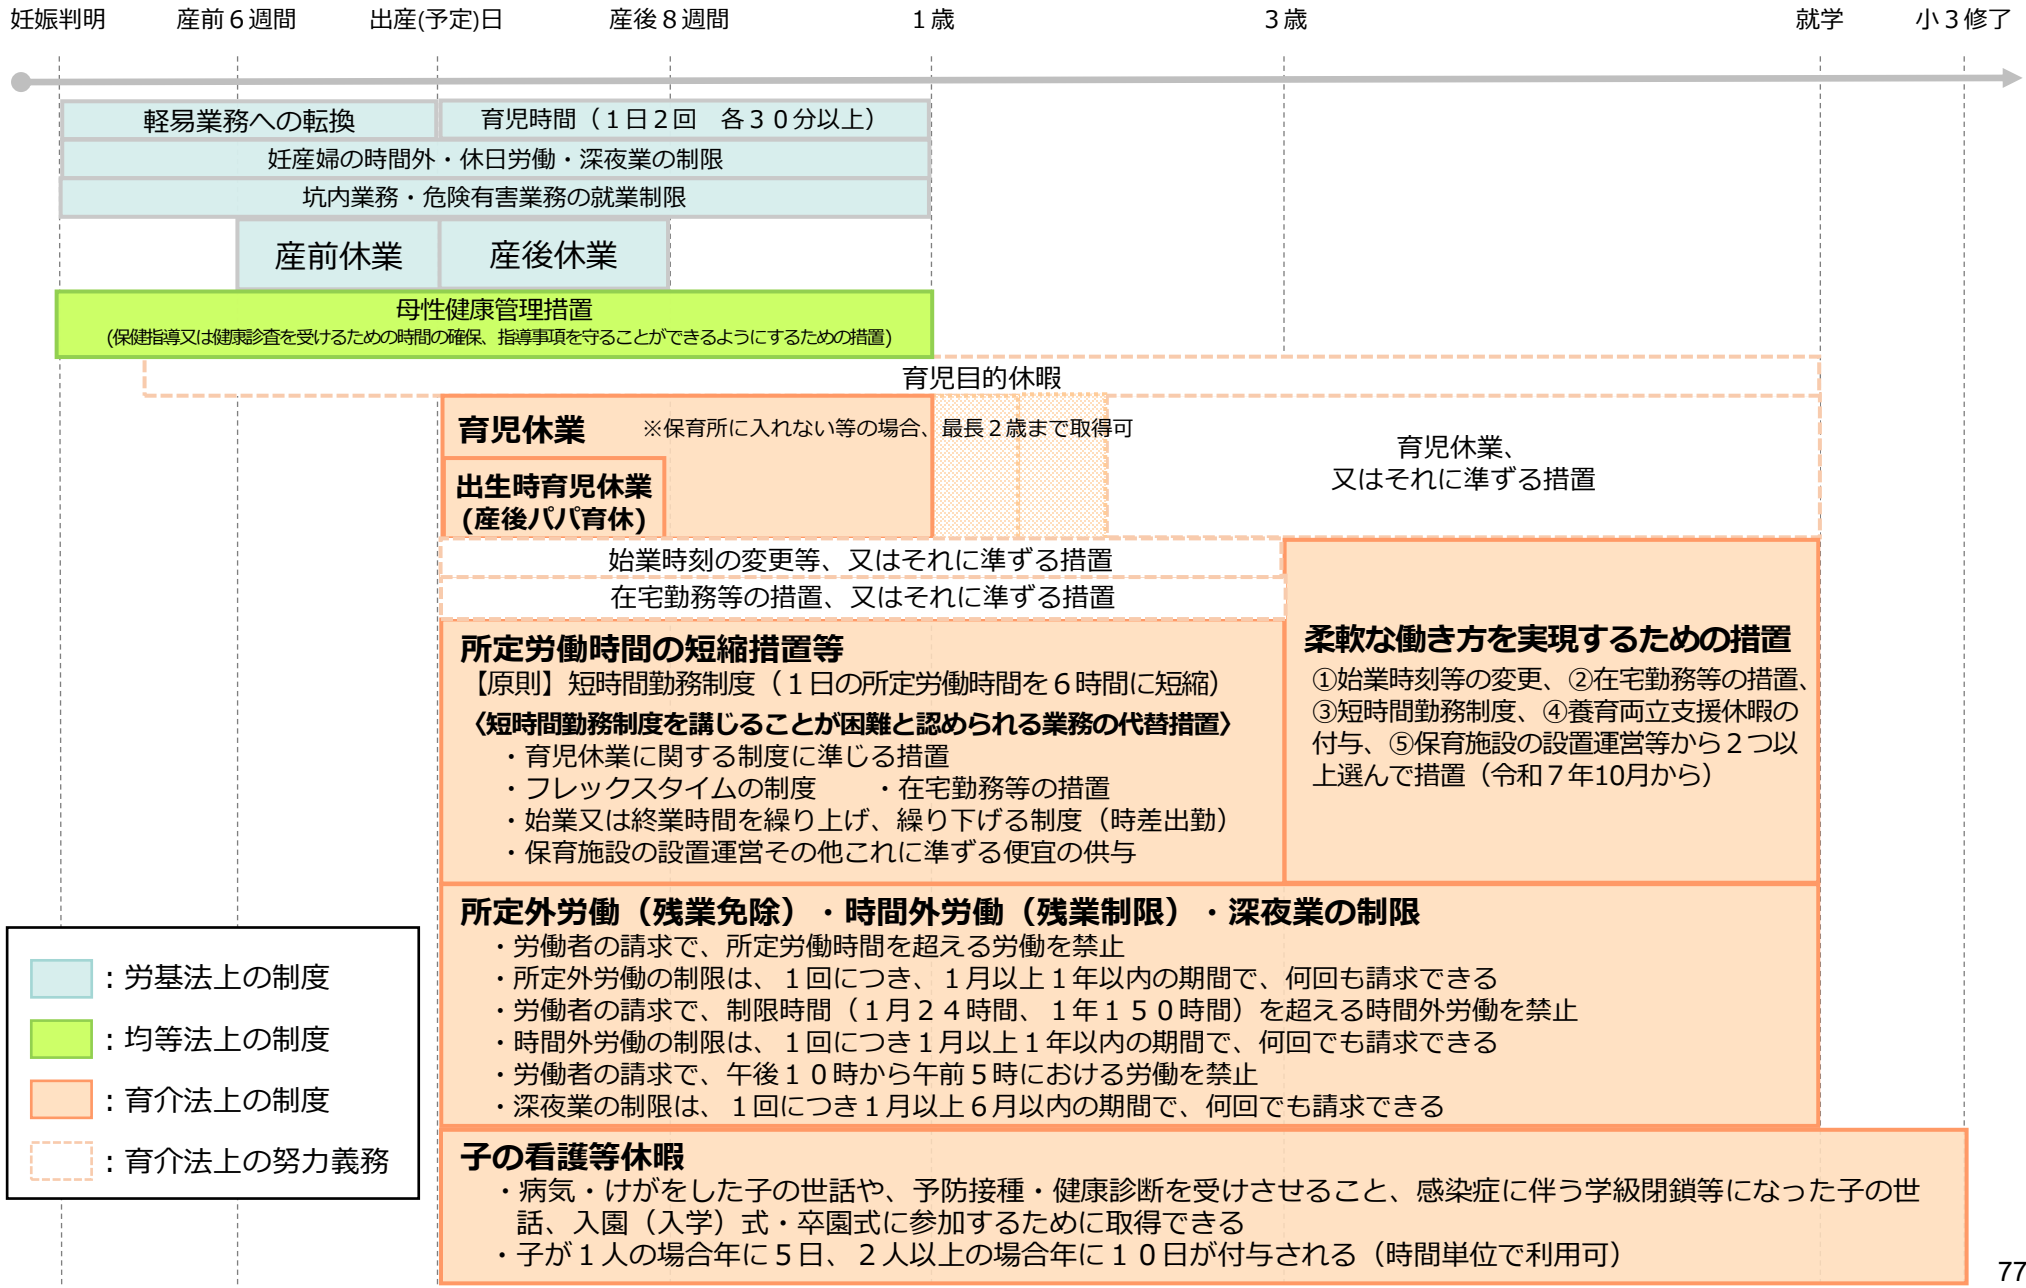 妊娠判明　産前６週間　出産(予定)日　産後８週間　１歳　３歳　就学　小３修了
軽易業務への転換
育児時間（１日２回　各３０分以上）
妊産婦の時間外・休日労働・深夜業の制限
坑内業務・危険有害業務の就業制限
産前休業
産後休業
母性健康管理措置
(保健指導又は健康診査を受けるための時間の確保、指導事項を守ることができるようにするための措置)
育児目的休暇
育児休業
※保育所に入れない等の場合、最長２歳まで取得可
出生時育児休業
(産後パパ育休)
育児休業、
又はそれに準ずる措置
始業時刻の変更等、又はそれに準ずる措置
在宅勤務等の措置、又はそれに準ずる措置
所定労働時間の短縮措置等
【原則】短時間勤務制度（１日の所定労働時間を６時間に短縮）
〈短時間勤務制度を講じることが困難と認められる業務の代替措置〉
・育児休業に関する制度に準じる措置
・フレックスタイムの制度　　・在宅勤務等の措置
・始業又は終業時間を繰り上げ、繰り下げる制度（時差出勤）
・保育施設の設置運営その他これに準ずる便宜の供与
柔軟な働き方を実現するための措置
①始業時刻等の変更、②在宅勤務等の措置、
③短時間勤務制度、④養育両立支援休暇の
付与、⑤保育施設の設置運営等から２つ以
上選んで措置（令和７年10月から）
所定外労働（残業免除）・時間外労働（残業制限）・深夜業の制限
・労働者の請求で、所定労働時間を超える労働を禁止
・所定外労働の制限は、１回につき、１月以上１年以内の期間で、何回も請求できる
・労働者の請求で、制限時間（１月２４時間、１年１５０時間）を超える時間外労働を禁止
・時間外労働の制限は、１回につき１月以上１年以内の期間で、何回でも請求できる
・労働者の請求で、午後１０時から午前５時における労働を禁止
・深夜業の制限は、１回につき１月以上６月以内の期間で、何回でも請求できる
子の看護等休暇
・病気・けがをした子の世話や、予防接種・健康診断を受けさせること、感染症に伴う学級閉鎖等になった子の世
話、入園（入学）式・卒園式に参加するために取得できる
・子が１人の場合年に５日、２人以上の場合年に１０日が付与される（時間単位で利用可）
：労基法上の制度
：均等法上の制度
：育介法上の制度
：育介法上の努力義務
77